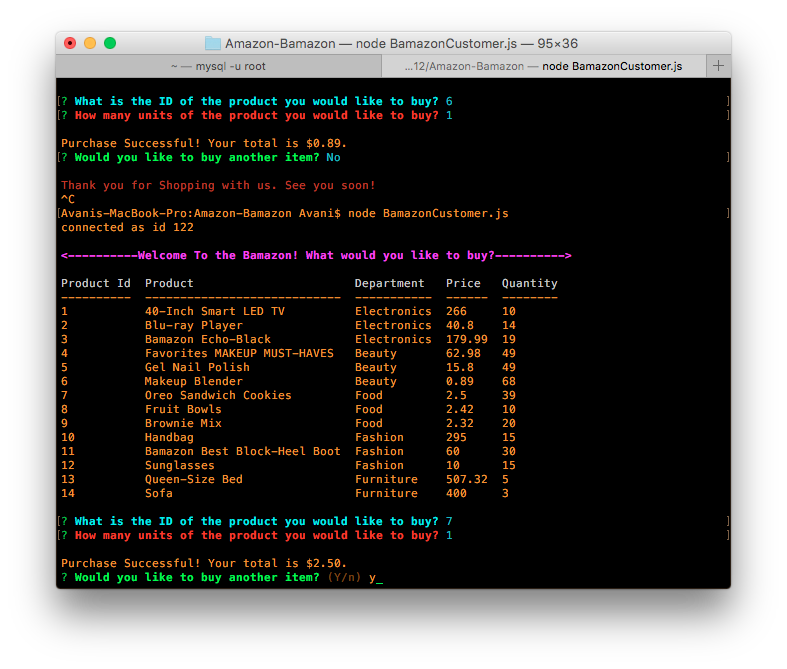 Amazon-Bamazon — node BamazonCustomer.js — 95×36
~ — mysql -u root
...12/Amazon-Bamazon — node BamazonCustomer.js +
[? What is the ID of the product you would like to buy? 6 ]
[? How many units of the product you would like to buy? 1 ]
Purchase Successful! Your total is $0.89.
[? Would you like to buy another item? No ]
Thank you for Shopping with us. See you soon!
^C
[Avanis-MacBook-Pro:Amazon-Bamazon Avani$ node BamazonCustomer.js ]
connected as id 122
<----------Welcome To the Bamazon! What would you like to buy?---------->
Product Id  Product                       Department  Price   Quantity
----------  ----------------------------  -----------  ------  --------
1           40-Inch Smart LED TV          Electronics  266     10
2           Blu-ray Player                Electronics  40.8    14
3           Bamazon Echo-Black            Electronics  179.99  19
4           Favorites MAKEUP MUST-HAVES   Beauty       62.98   49
5           Gel Nail Polish               Beauty       15.8    49
6           Makeup Blender                Beauty       0.89    68
7           Oreo Sandwich Cookies         Food         2.5     39
8           Fruit Bowls                   Food         2.42    10
9           Brownie Mix                   Food         2.32    20
10          Handbag                       Fashion      295     15
11          Bamazon Best Block-Heel Boot  Fashion      60      30
12          Sunglasses                    Fashion      10      15
13          Queen-Size Bed                Furniture    507.32  5
14          Sofa                          Furniture    400     3
[? What is the ID of the product you would like to buy? 7 ]
[? How many units of the product you would like to buy? 1 ]
Purchase Successful! Your total is $2.50.
? Would you like to buy another item? (Y/n) y_